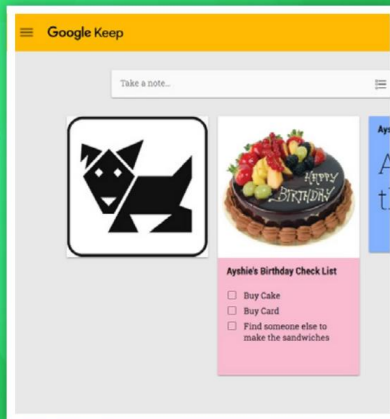 Google Keep
Take a note...
HAPPY
BIRTHDAY
Ayshie's Birthday Check List
Buy Cake
Buy Card
Find someone else to
make the sandwiches